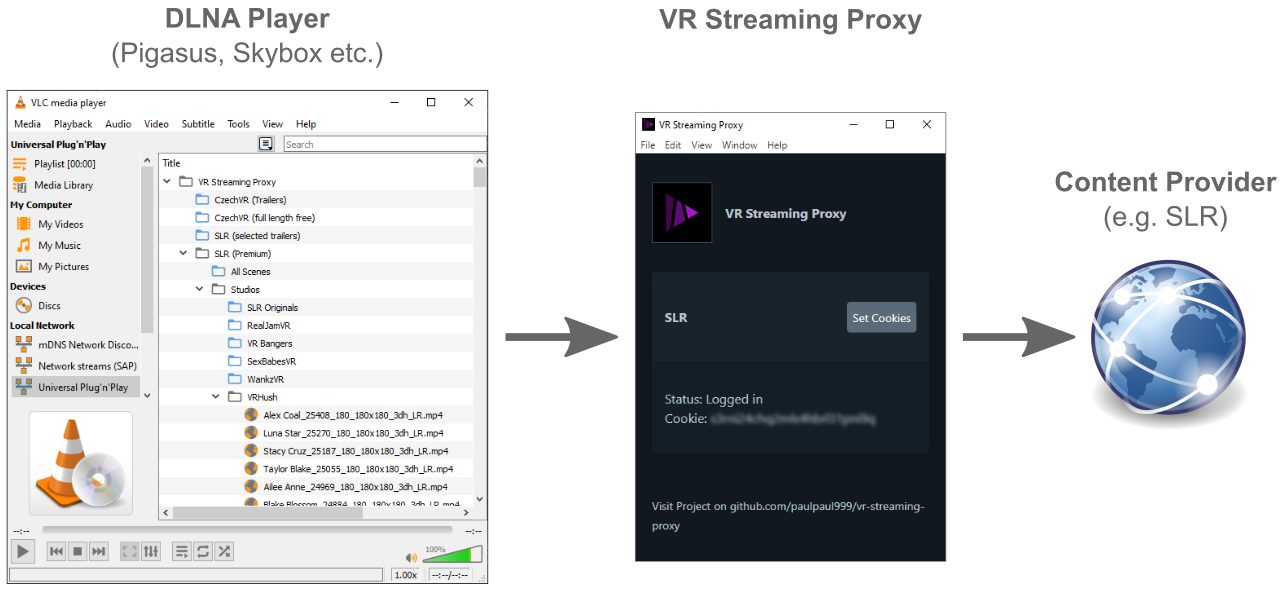 DLNA Player
(Pigasus, Skybox etc.)
VLC media player
Media Playback Audio Video Subtitle Tools View Help
Universal Plug'n'Play
Search
Playlist [00:00]
Media Library
My Computer
My Videos
My Music
My Pictures
Devices
Discs
Local Network
mDNS Network Disco...
Network streams (SAP)
Universal Plug'n'Play
Title
VR Streaming Proxy
CzechVR (Trailers)
CzechVR (full length free)
SLR (selected trailers)
SLR (Premium)
All Scenes
Studios
SLR Originals
RealJamVR
VR Bangers
SexBabesVR
WankzVR
VRHush
Alex Coal_25408_180_180x180_3dh_LR.mp4
Luna Star_25270_180_180x180_3dh_LR.mp4
Stacy Cruz_25187_180_180x180_3dh_LR.mp4
Taylor Blake_25055_180_180x180_3dh_LR.mp4
Ailee Anne_24969_180_180x180_3dh_LR.mp4
Blake Blossom_24884_180_180x180_3dh_LR.mp4
--:-- --:--
100%
1.00x --:--/--:--
VR Streaming Proxy
VR Streaming Proxy
File Edit View Window Help
VR Streaming Proxy
SLR
Set Cookies
Status: Logged in
Cookie:
Visit Project on github.com/paulpaul999/vr-streaming-
proxy
Content Provider
(e.g. SLR)